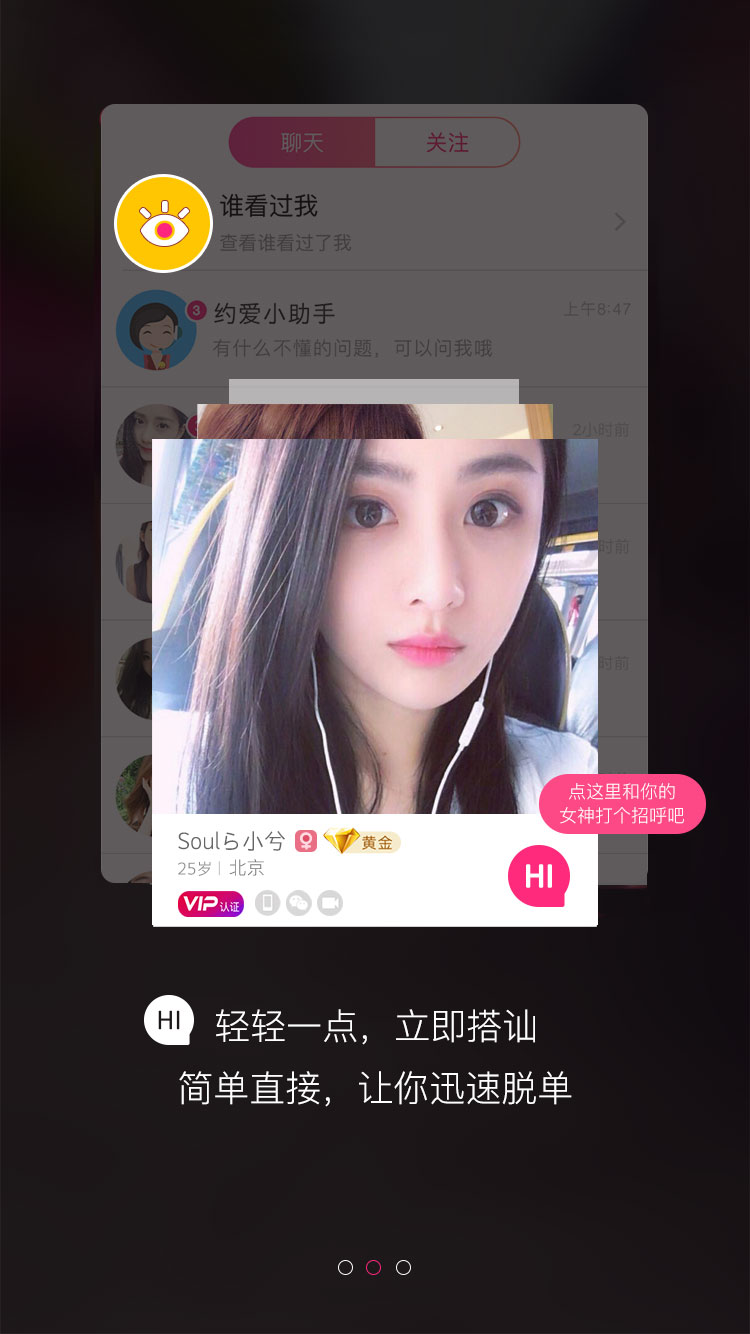 聊天
关注
谁看过我
查看谁看过了我
3
约爱小助手
上午8:47
有什么不懂的问题，可以问我哦
2小时前
时前
时前
点这里和你的
女神打个招呼吧
Soulら小兮
黄金
25岁
北京
HI
VIP认证
HI
轻轻一点，立即搭讪
简单直接，让你迅速脱单